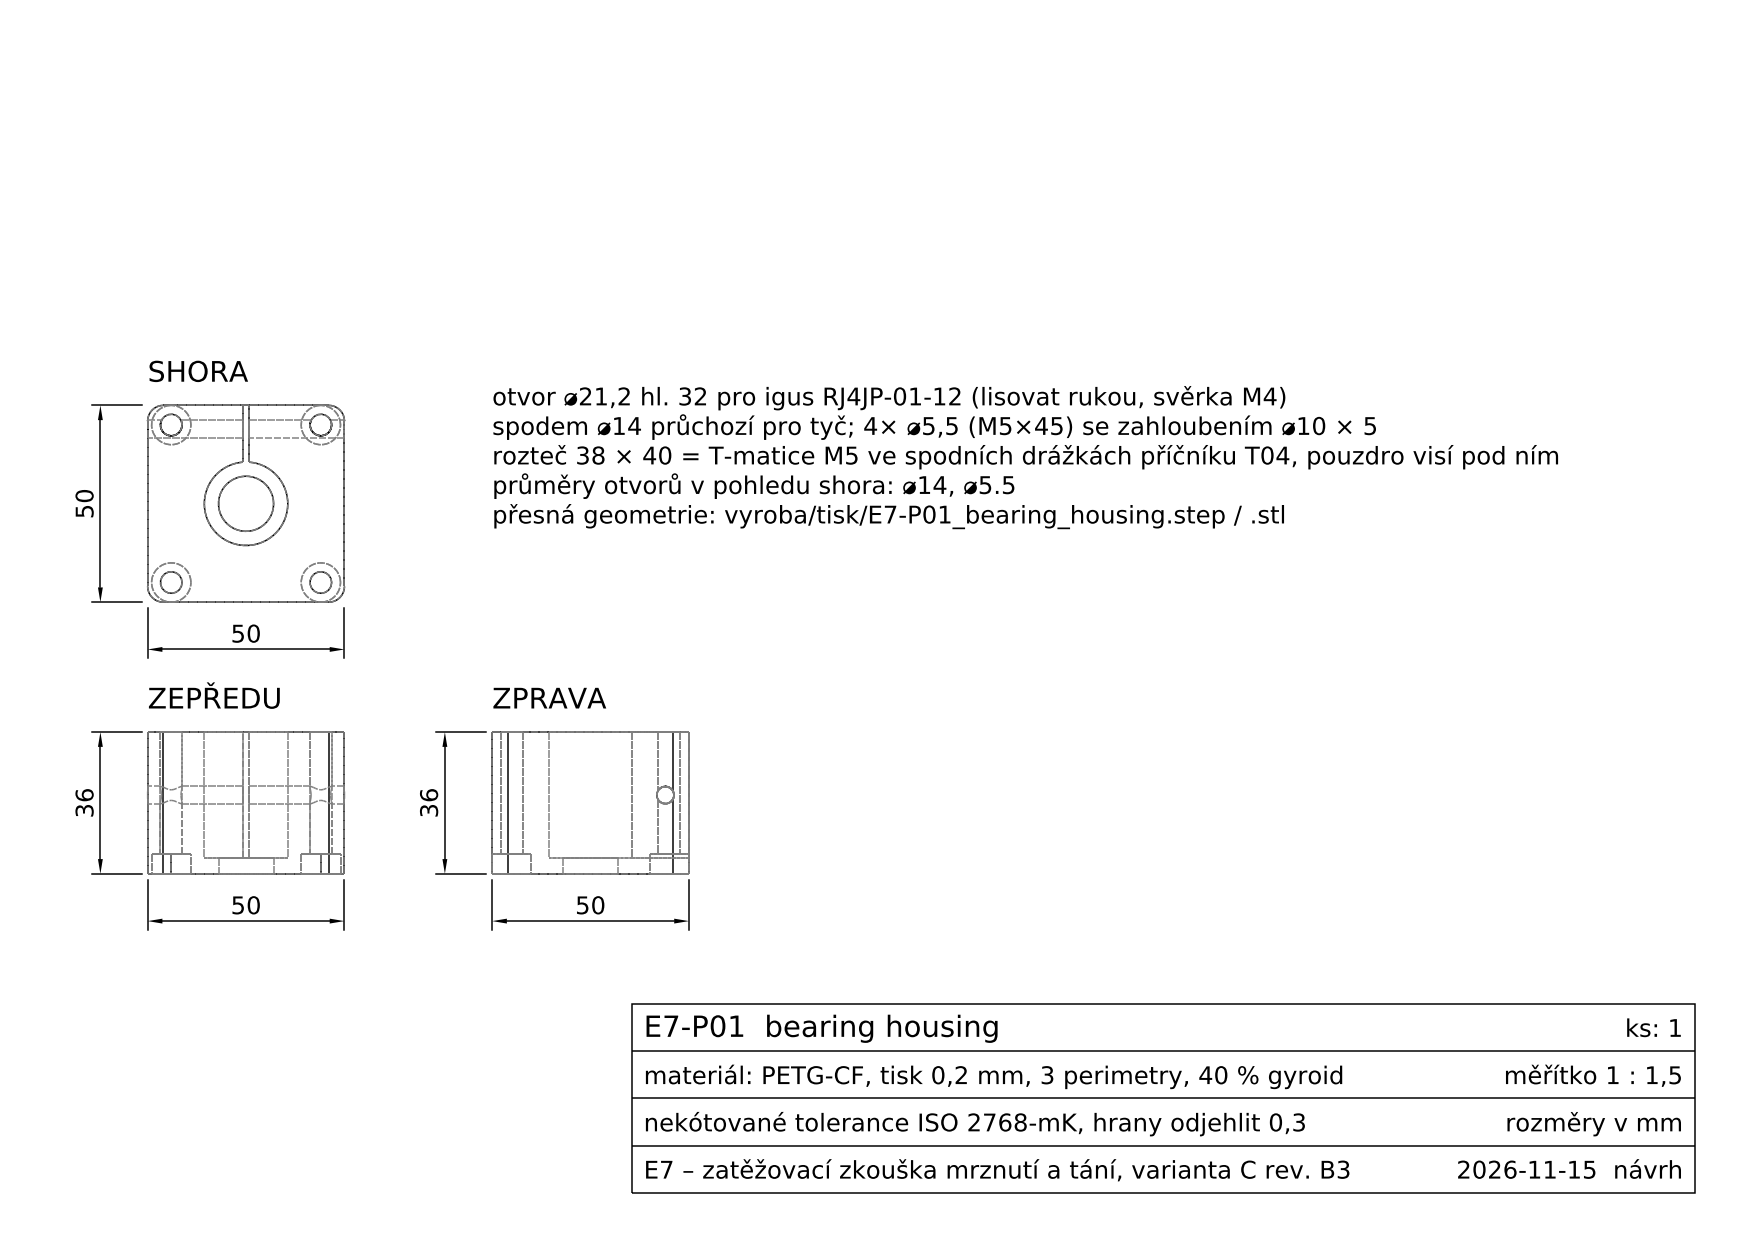 SHORA
otvor ⌀21,2 hl. 32 pro igus RJ4JP-01-12 (lisovat rukou, svěrka M4)
spodem ⌀14 průchozí pro tyč; 4× ⌀5,5 (M5×45) se zahloubením ⌀10 × 5
rozteč 38 × 40 = T-matice M5 ve spodních drážkách příčníku T04, pouzdro visí pod ním
průměry otvorů v pohledu shora: ⌀14, ⌀5.5
přesná geometrie: vyroba/tisk/E7-P01_bearing_housing.step / .stl
50
50
ZEPŘEDU
ZPRAVA
36
36
50
50
E7-P01 bearing housing
ks: 1
materiál: PETG-CF, tisk 0,2 mm, 3 perimetry, 40 % gyroid
měřítko 1 : 1,5
nekótované tolerance ISO 2768-mK, hrany odjehlit 0,3
rozměry v mm
E7 – zatěžovací zkouška mrznutí a tání, varianta C rev. B3
2026-11-15 návrh